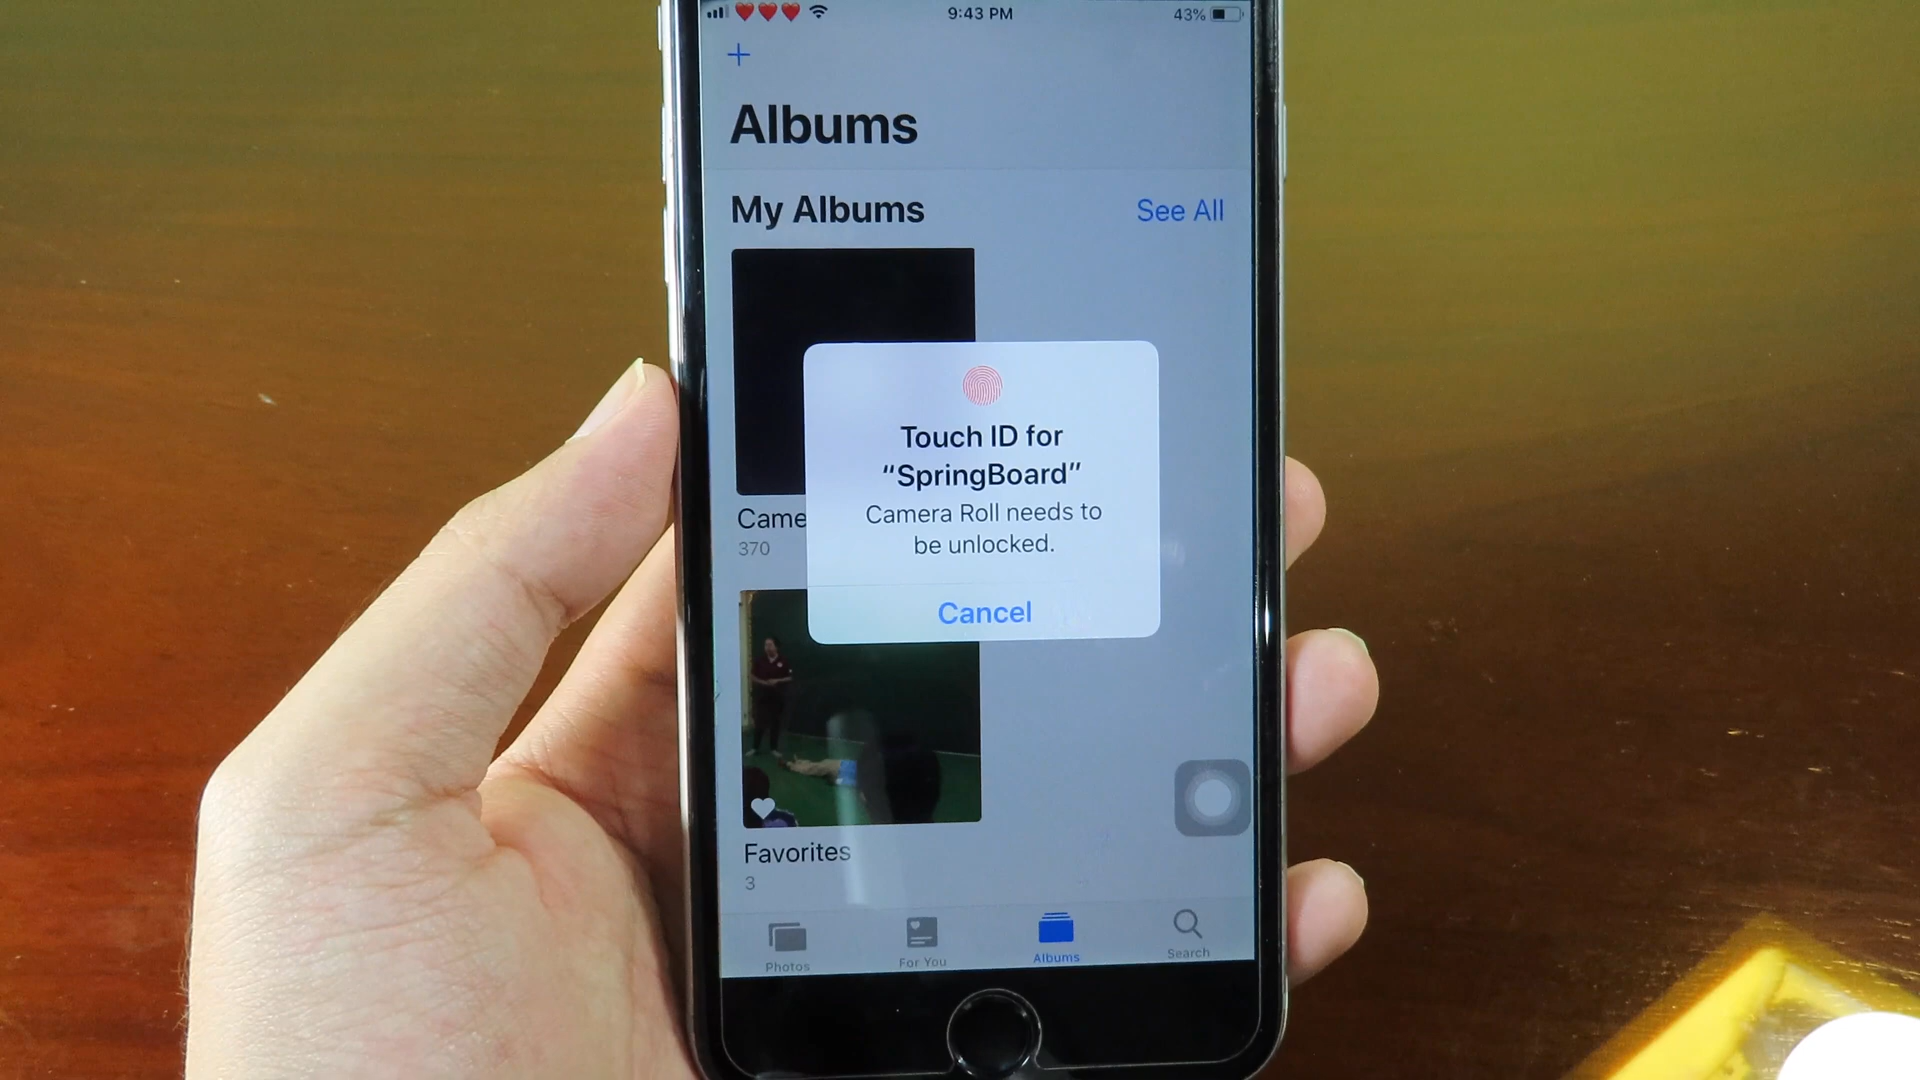 9:43 PM
43%
Albums
My Albums
See All
Touch ID for
“SpringBoard”
Camera Roll needs to
be unlocked.
Cancel
Came
370
Favorites
3
Photos
For You
Albums
Search